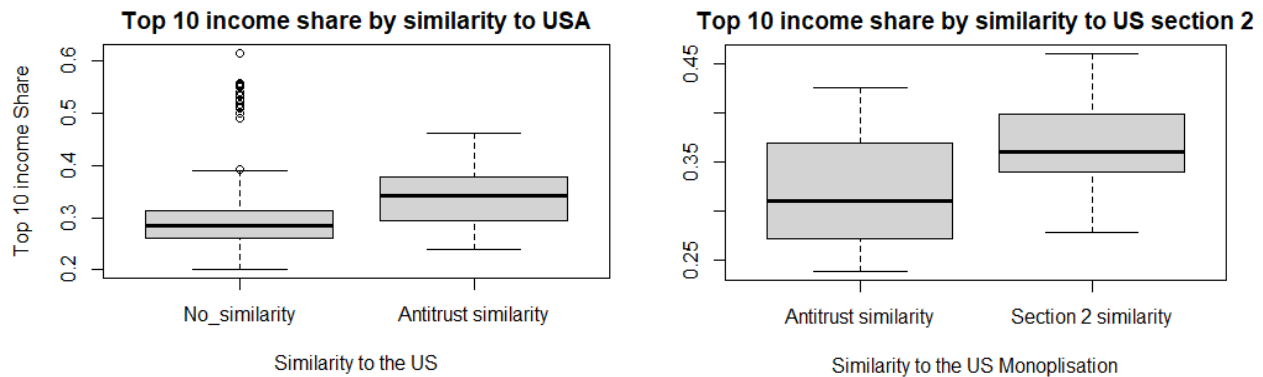 Top 10 income share by similarity to USA
Top 10 income Share
0.6
0.5
0.4
0.3
0.2
No_similarity Antitrust similarity
Similarity to the US
Top 10 income share by similarity to US section 2
0.45
0.35
0.25
Antitrust similarity Section 2 similarity
Similarity to the US Monoplisation